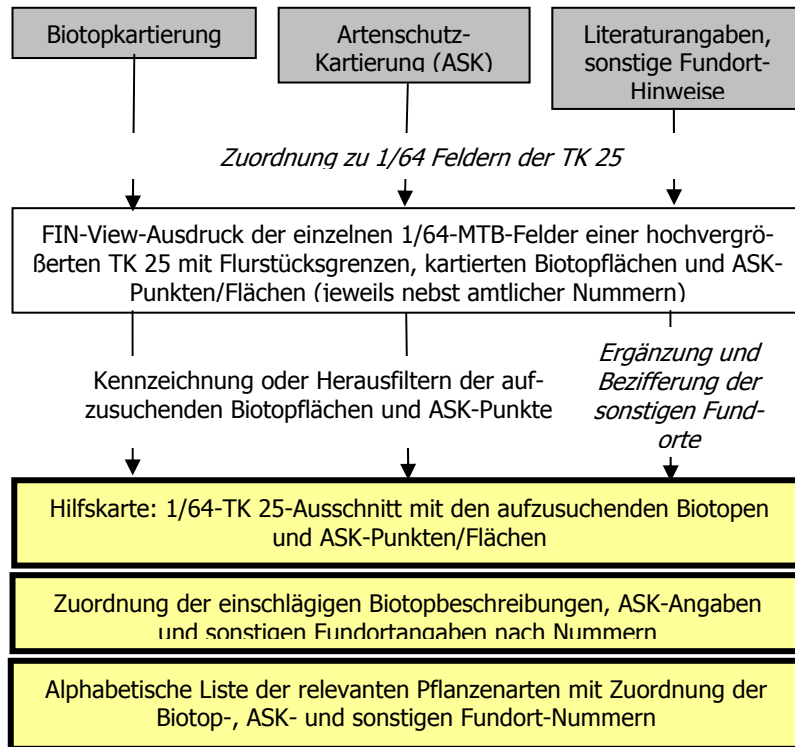 Biotopkartierung
Artenschutz-
Kartierung (ASK)
Literaturangaben,
sonstige Fundort-
Hinweise
Zuordnung zu 1/64 Feldern der TK 25
FIN-View-Ausdruck der einzelnen 1/64-MTB-Felder einer hochvergrö-
ßerten TK 25 mit Flurstücksgrenzen, kartierten Biotopflächen und ASK-
Punkten/Flächen (jeweils nebst amtlicher Nummern)
Kennzeichnung oder Herausfiltern der auf-
zusuchenden Biotopflächen und ASK-Punkte
Ergänzung und
Bezifferung der
sonstigen Fund-
orte
Hilfskarte: 1/64-TK 25-Ausschnitt mit den aufzusuchenden Biotopen
und ASK-Punkten/Flächen
Zuordnung der einschlägigen Biotopbeschreibungen, ASK-Angaben
und sonstigen Fundortangaben nach Nummern
Alphabetische Liste der relevanten Pflanzenarten mit Zuordnung der
Biotop-, ASK- und sonstigen Fundort-Nummern